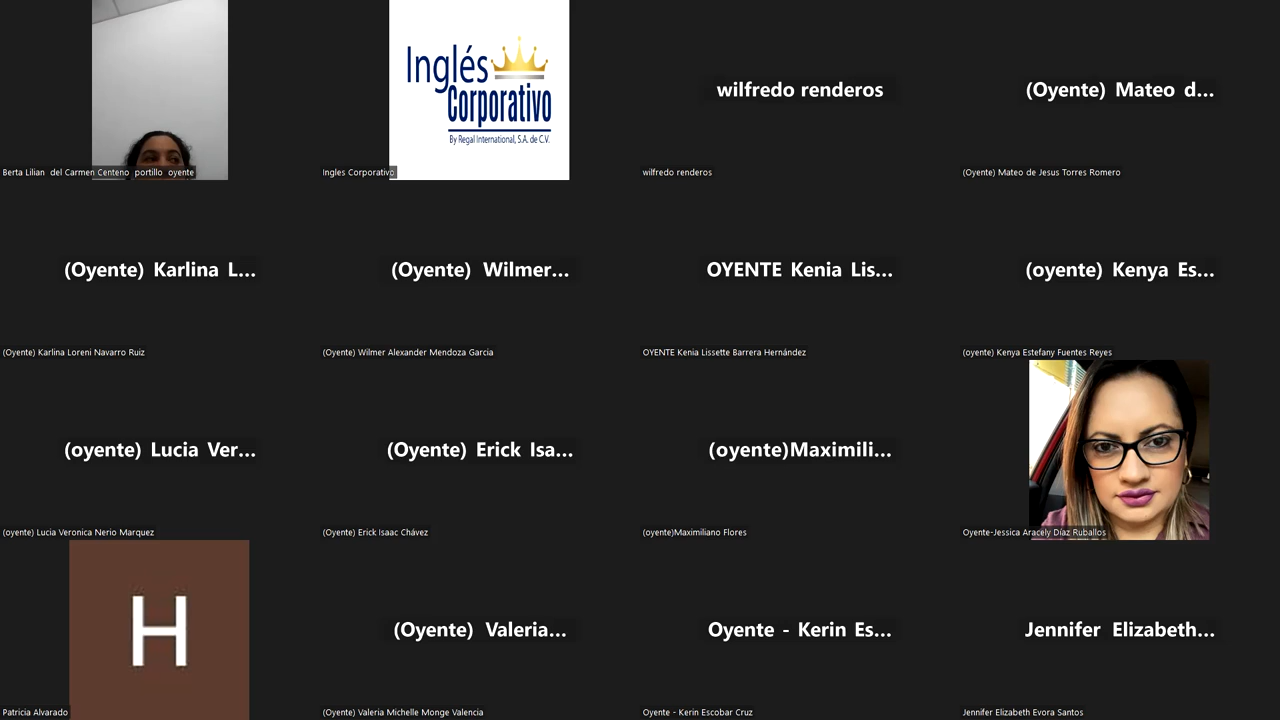 Inglés
Corporativo
By Regal International, S.A. de C.V.
wilfredo renderos
(Oyente) Mateo d...
Berta Lilian del Carmen Centeno portillo oyente
Ingles Corporativo
wilfredo renderos
(Oyente) Mateo de Jesus Torres Romero
(Oyente) Karlina L...
(Oyente) Wilmer...
OYENTE Kenia Lis...
(oyente) Kenya Es...
(Oyente) Karlina Loreni Navarro Ruiz
(Oyente) Wilmer Alexander Mendoza Garcia
OYENTE Kenia Lissette Barrera Hernández
(oyente) Kenya Estefany Fuentes Reyes
(oyente) Lucia Ver...
(Oyente) Erick Isa...
(oyente)Maximili...
(oyente) Lucia Veronica Nerio Marquez
(Oyente) Erick Isaac Chávez
(oyente)Maximiliano Flores
Oyente-Jessica Aracely Díaz Ruballos
H
(Oyente) Valeria...
Oyente - Kerin Es...
Jennifer Elizabeth...
Patricia Alvarado
(Oyente) Valeria Michelle Monge Valencia
Oyente - Kerin Escobar Cruz
Jennifer Elizabeth Evora Santos